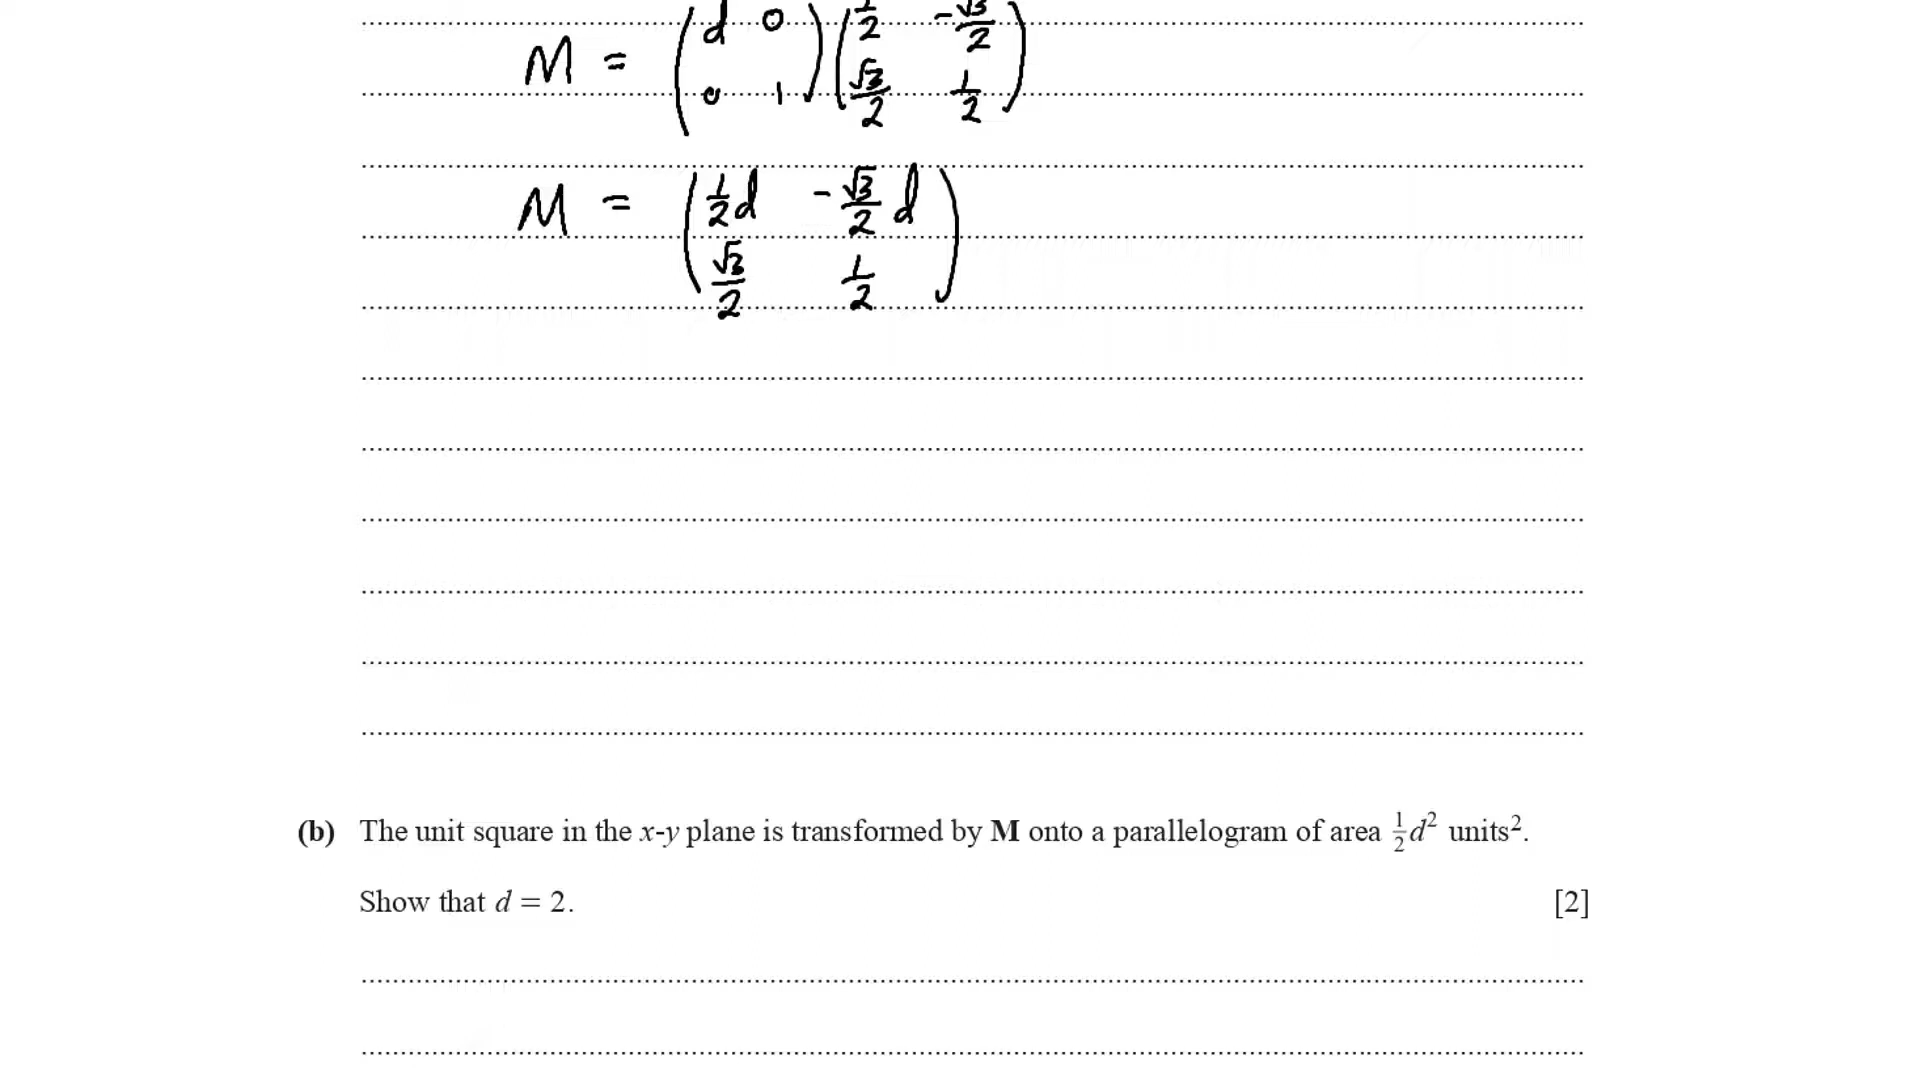 M = (d 0 0 1)(1/2 -√3/2 √3/2 1/2)
M = (1/2 d -√3/2 d √3/2 1/2)
(b) The unit square in the x-y plane is transformed by M onto a parallelogram of area 1/2 d² units².
Show that d = 2. [2]